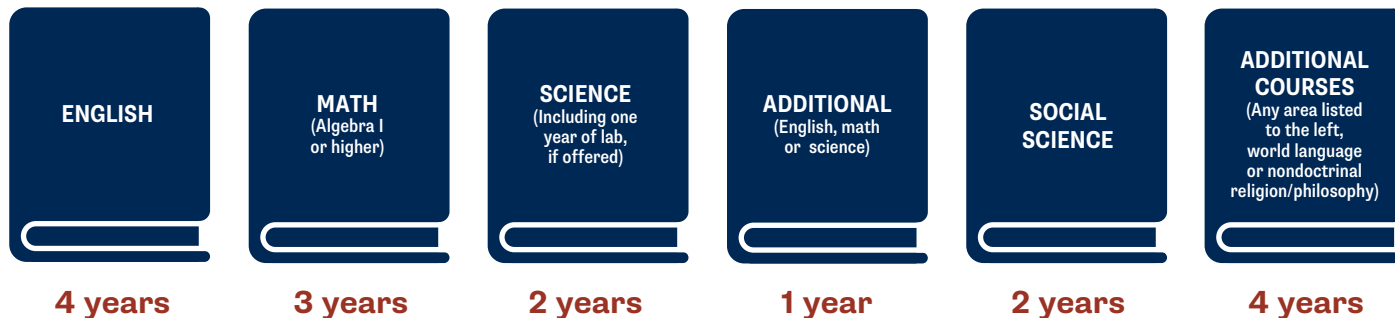 ENGLISH
4 years
MATH
(Algebra I
or higher)
3 years
SCIENCE
(Including one
year of lab,
if offered)
2 years
ADDITIONAL
(English, math
or science)
1 year
SOCIAL
SCIENCE
2 years
ADDITIONAL
COURSES
(Any area listed
to the left,
world language
or nondoctrinal
religion/philosophy)
4 years